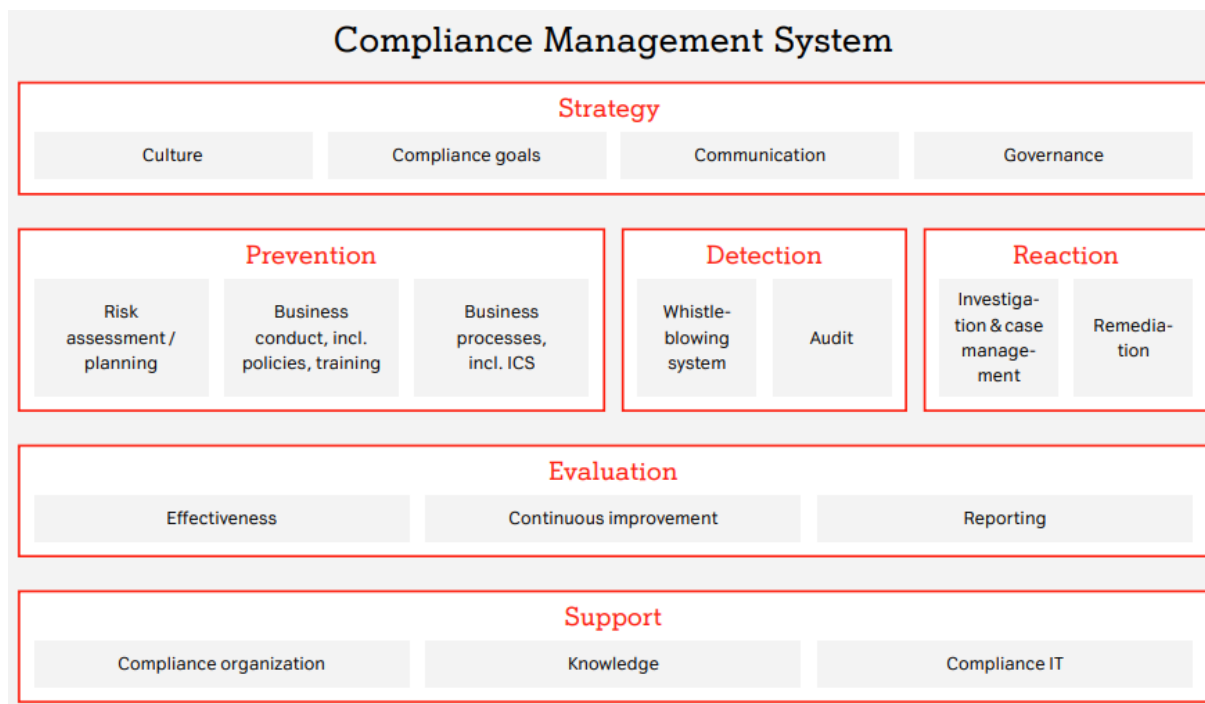 Compliance Management System
Strategy
Culture
Compliance goals
Communication
Governance
Prevention
Risk
assessment /
planning
Business
conduct, incl.
policies, training
Business
processes,
incl. ICS
Detection
Whistle-
blowing
system
Audit
Reaction
Investiga-
tion & case
manage-
ment
Remedia-
tion
Evaluation
Effectiveness
Continuous improvement
Reporting
Support
Compliance organization
Knowledge
Compliance IT